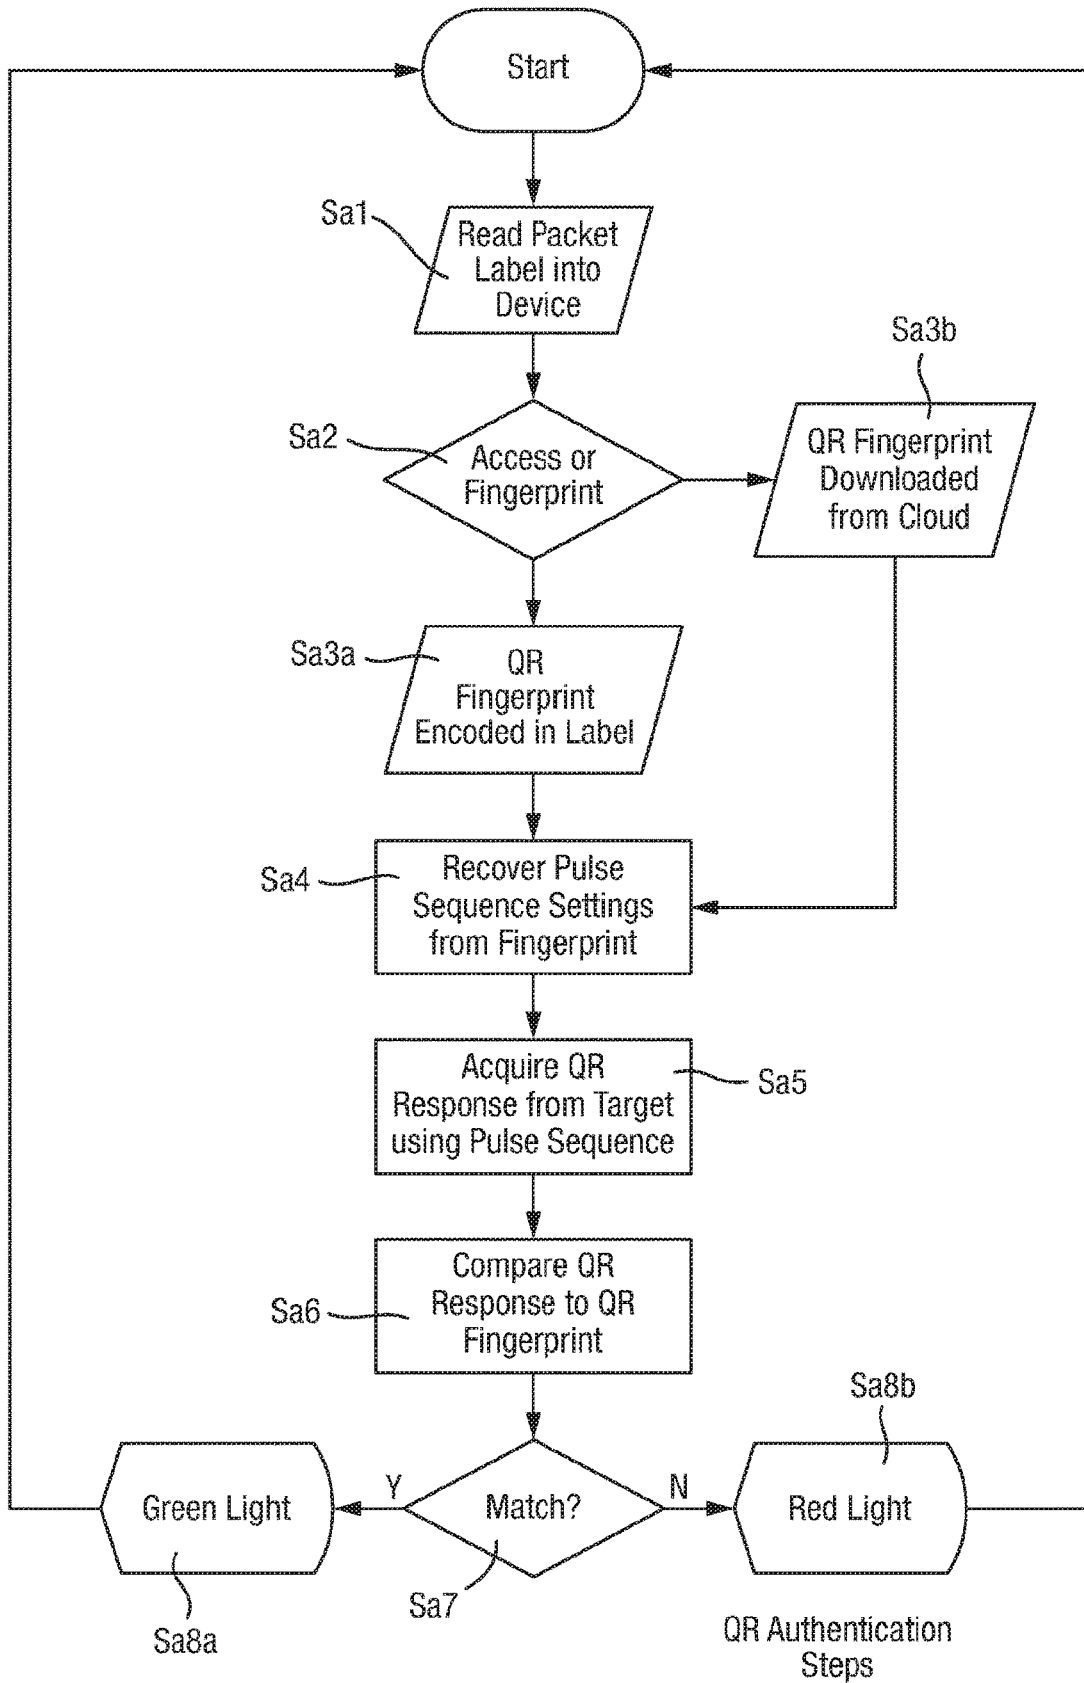 Start
Sa1
Read Packet
Label into
Device
Sa3b
Sa2
Access or
Fingerprint
QR Fingerprint
Downloaded
from Cloud
Sa3a
QR
Fingerprint
Encoded in Label
Sa4
Recover Pulse
Sequence Settings
from Fingerprint
Acquire QR
Response from Target
using Pulse Sequence
Sa5
Compare QR
Response to QR
Fingerprint
Sa6
Sa8b
Green Light
Y
Match?
N
Red Light
Sa7
Sa8a
QR Authentication
Steps